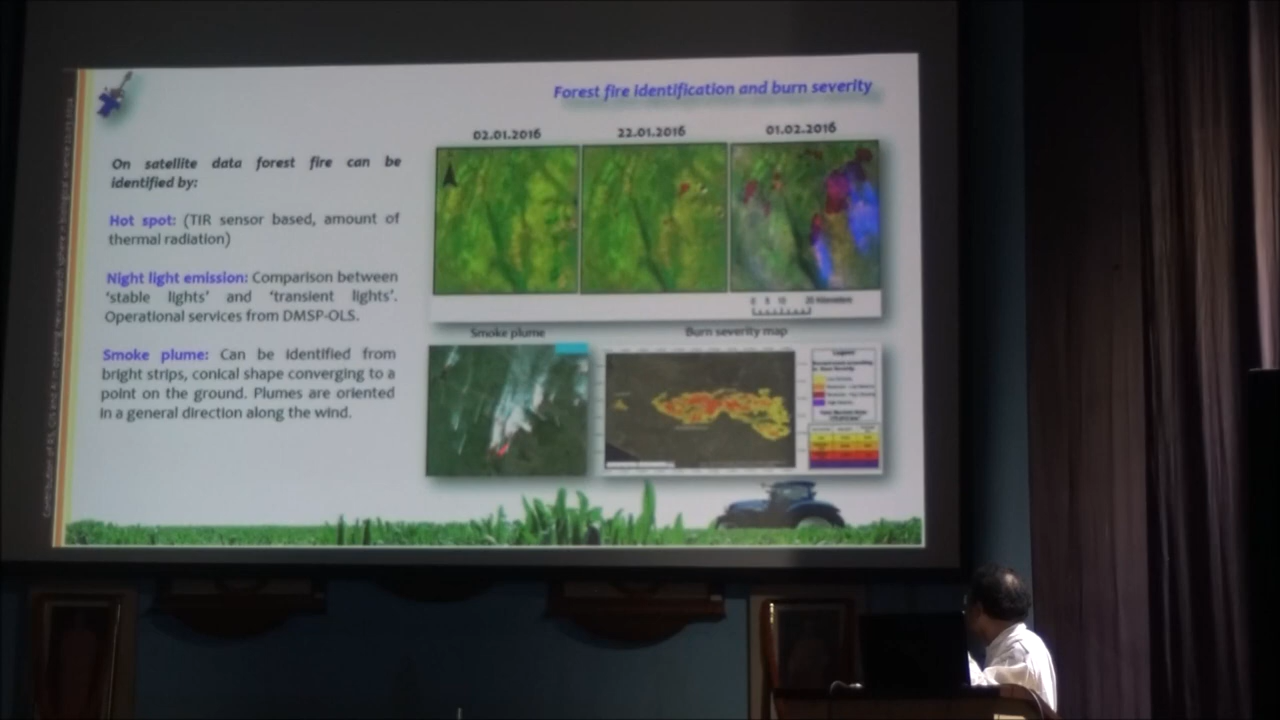 Forest fire identification and burn severity
On satellite data forest fire can be
identified by:
Hot spot: (TIR sensor based, amount of
thermal radiation)
Night light emission: Comparison between
'stable lights' and 'transient lights'.
Operational services from DMSP-OLS.
Smoke plume: Can be identified from
bright strips, conical shape converging to a
point on the ground. Plumes are oriented
in a general direction along the wind.
02.01.2016 22.01.2016 01.02.2016
Kilometers
Smoke plume Burn severity map
Legend